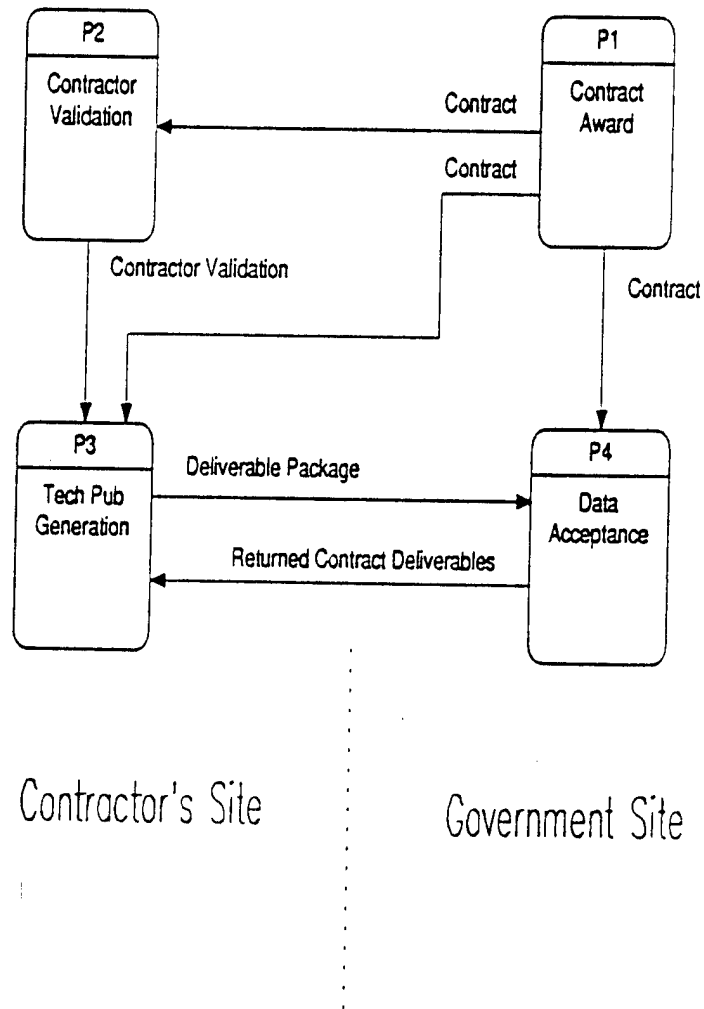 P2
Contractor
Validation
P1
Contract
Award
Contract
Contract
Contractor Validation
Contract
P3
Tech Pub
Generation
Deliverable Package
Returned Contract Deliverables
P4
Data
Acceptance
Contractor's Site
Government Site